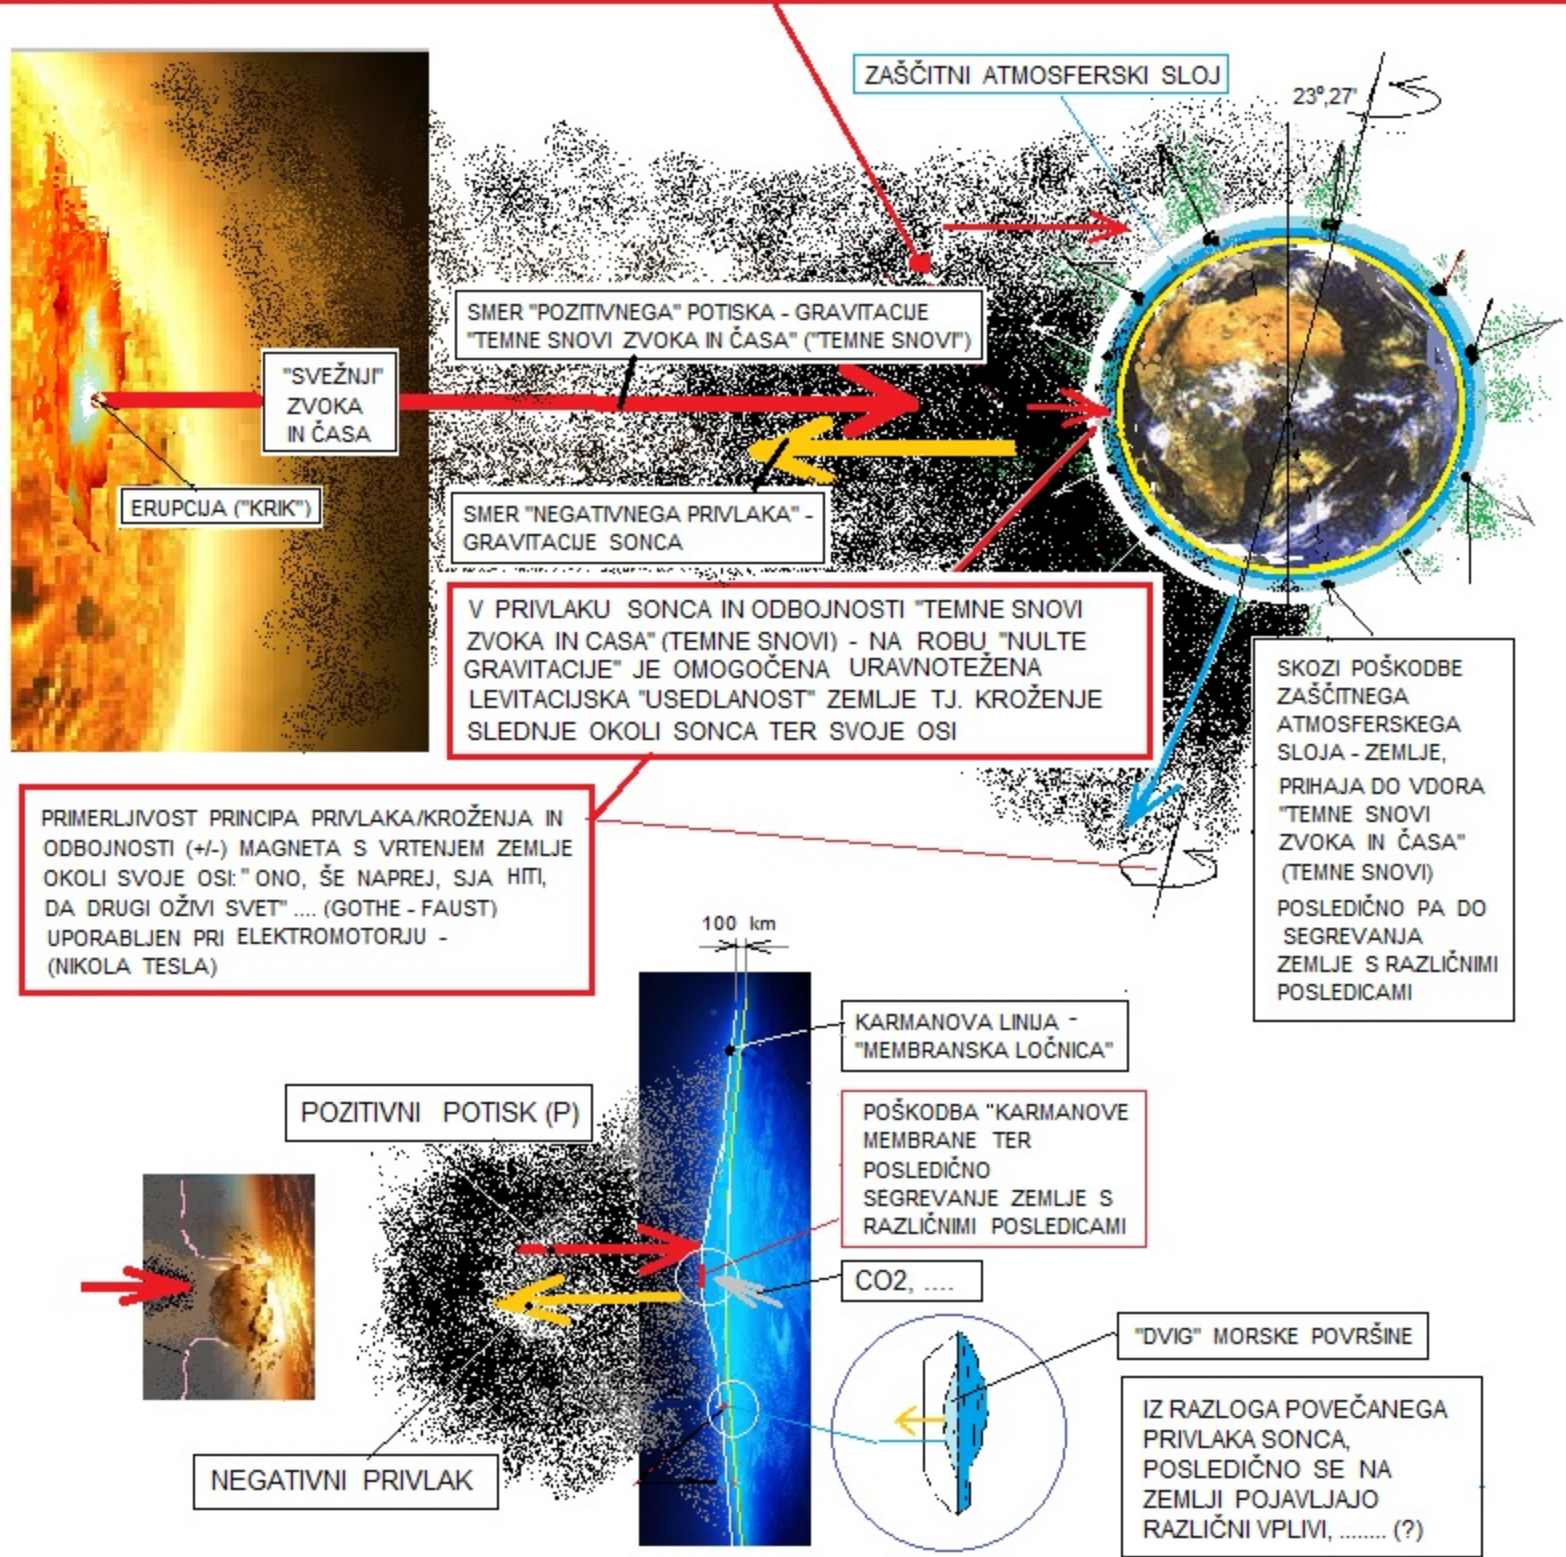 ZAŠČITNI ATMOSFERSKI SLOJ
23°,27'
SMER "POZITIVNEGA" POTISKA - GRAVITACIJE
"TEMNE SNOVI ZVOKA IN ČASA" ("TEMNE SNOVI")
"SVEŽNJI"
ZVOKA
IN ČASA
ERUPCIJA ("KRIK")
SMER "NEGATIVNEGA PRIVLAKA" -
GRAVITACIJE SONCA
V PRIVLAKU SONCA IN ODBOJNOSTI "TEMNE SNOVI
ZVOKA IN CASA" (TEMNE SNOVI) - NA ROBU "NULTE
GRAVITACIJE" JE OMOGOČENA URAVNOTEŽENA
LEVITACIJSKA "USEDLANOST" ZEMLJE TJ. KROŽENJE
SLEDNJE OKOLI SONCA TER SVOJE OSI
SKOZI POŠKODBE
ZAŠČITNEGA
ATMOSFERSKEGA
SLOJA - ZEMLJE,
PRIHAJA DO VDORA
"TEMNE SNOVI
ZVOKA IN ČASA"
(TEMNE SNOVI)
POSLEDIČNO PA DO
SEGREVANJA
ZEMLJE S RAZLIČNIMI
POSLEDICAMI
PRIMERLJIVOST PRINCIPA PRIVLAKA/KROŽENJA IN
ODBOJNOSTI (+/-) MAGNETA S VRTENJEM ZEMLJE
OKOLI SVOJE OSI: " ONO, ŠE NAPREJ, SJA HITI,
DA DRUGI OŽIVI SVET" .... (GOTHE - FAUST)
UPORABLJEN PRI ELEKTROMOTORJU -
(NIKOLA TESLA)
100 km
KARMANOVA LINIJA -
"MEMBRANSKA LOČNICA"
POZITIVNI POTISK (P)
POŠKODBA "KARMANOVE
MEMBRANE TER
POSLEDIČNO
SEGREVANJE ZEMLJE S
RAZLIČNIMI POSLEDICAMI
CO2, ....
"DVIG" MORSKE POVRŠINE
NEGATIVNI PRIVLAK
IZ RAZLOGA POVEČANEGA
PRIVLAKA SONCA,
POSLEDIČNO SE NA
ZEMLJI POJAVLJAJO
RAZLIČNI VPLIVI, ........ (?)